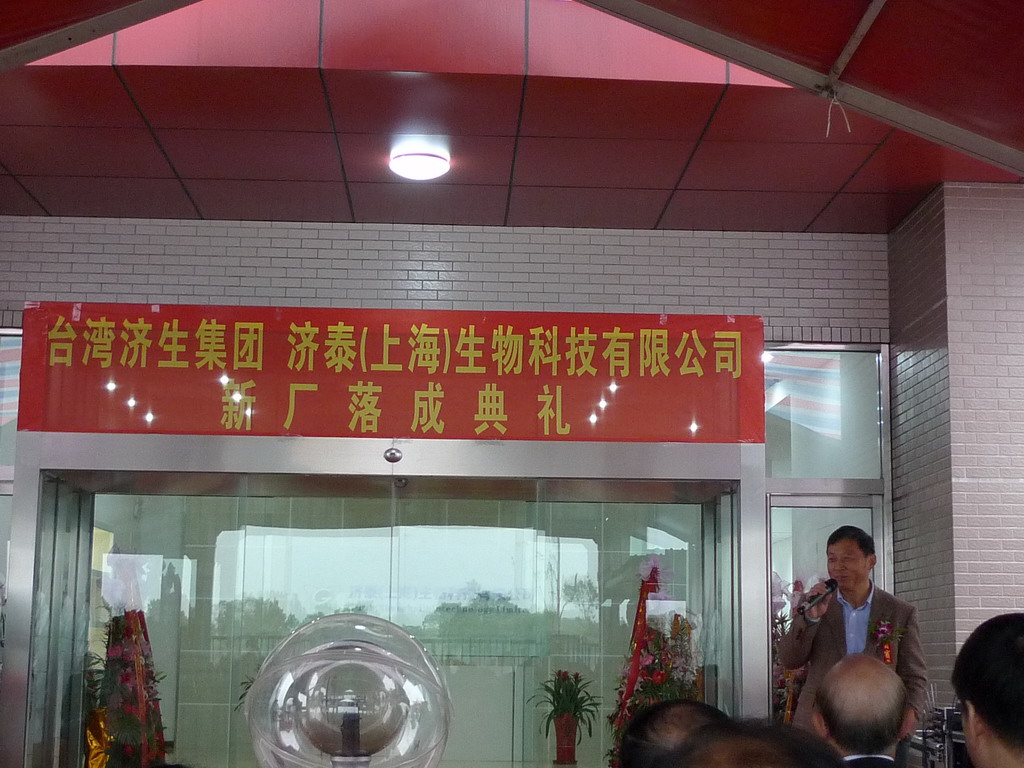 台湾济生集团 济泰(上海)生物科技有限公司
新厂落成典礼